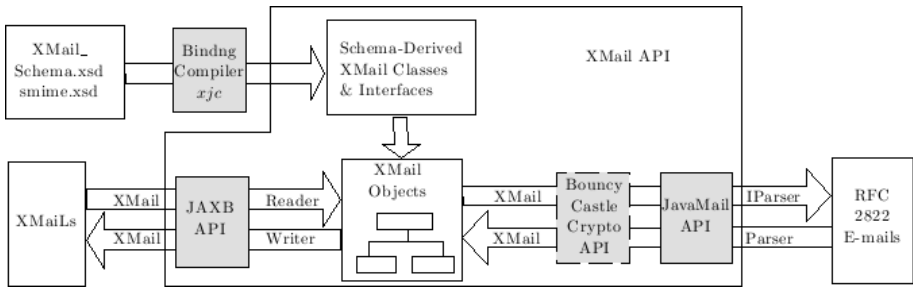 XMail_
Schema.xsd
smime.xsd
Bindng
Compiler
xjc
Schema-Derived
XMail Classes
& Interfaces
XMail API
XMaiLs
XMail
XMail
JAXB
API
Reader
Writer
XMail
Objects
XMail
XMail
Bouncy
Castle
Crypto
API
JavaMail
API
IParser
Parser
RFC
2822
E-mails